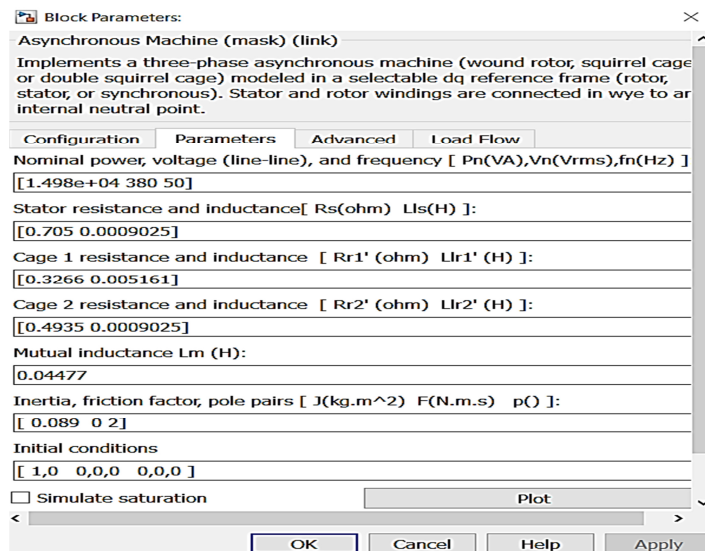 Block Parameters:
Asynchronous Machine (mask) (link)
Implements a three-phase asynchronous machine (wound rotor, squirrel cage
or double squirrel cage) modeled in a selectable dq reference frame (rotor,
stator, or synchronous). Stator and rotor windings are connected in wye to ar
internal neutral point.
Configuration Parameters Advanced Load Flow
Nominal power, voltage (line-line), and frequency [ Pn(VA),Vn(Vrms),fn(Hz) ]
[1.498e+04 380 50]
Stator resistance and inductance[ Rs(ohm) Lls(H) ]:
[0.705 0.0009025]
Cage 1 resistance and inductance [ Rr1' (ohm) Llr1' (H) ]:
[0.3266 0.005161]
Cage 2 resistance and inductance [ Rr2' (ohm) Llr2' (H) ]:
[0.4935 0.0009025]
Mutual inductance Lm (H):
0.04477
Inertia, friction factor, pole pairs [ J(kg.m^2) F(N.m.s) p() ]:
[ 0.089 0 2]
Initial conditions
[ 1,0 0,0,0 0,0,0 ]
Simulate saturation Plot
OK Cancel Help Apply